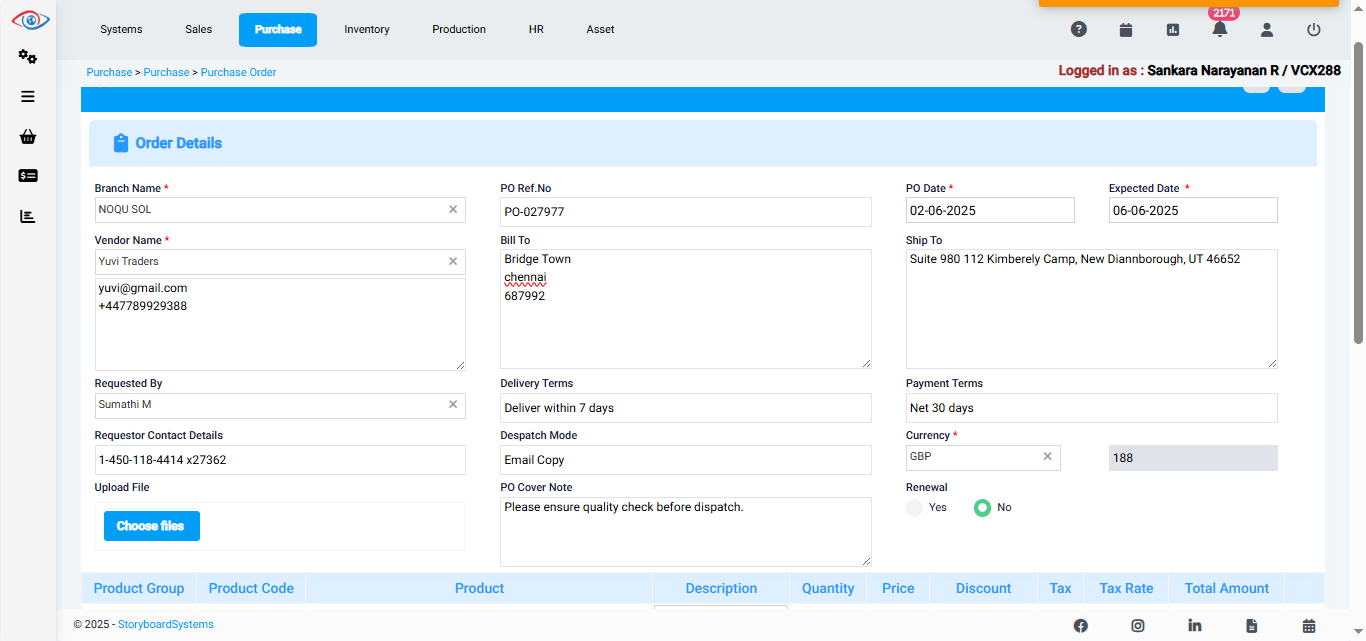 2171
Systems
Sales
Purchase
Inventory
Production
HR
Asset
Purchase > Purchase > Purchase Order
Logged in as : Sankara Narayanan R / VCX288
Order Details
Branch Name *
NOQU SOL
PO Ref.No
PO-027977
PO Date *
02-06-2025
Expected Date *
06-06-2025
Vendor Name *
Yuvi Traders
yuvi@gmail.com
+447789929388
Bill To
Bridge Town
chennai
687992
Ship To
Suite 980 112 Kimberely Camp, New Diannborough, UT 46652
Requested By
Sumathi M
Delivery Terms
Deliver within 7 days
Payment Terms
Net 30 days
Requestor Contact Details
1-450-118-4414 x27362
Despatch Mode
Email Copy
Currency *
GBP
188
Upload File
Choose files
PO Cover Note
Please ensure quality check before dispatch.
Renewal
Yes
No
Product Group
Product Code
Product
Description
Quantity
Price
Discount
Tax
Tax Rate
Total Amount
© 2025 - StoryboardSystems